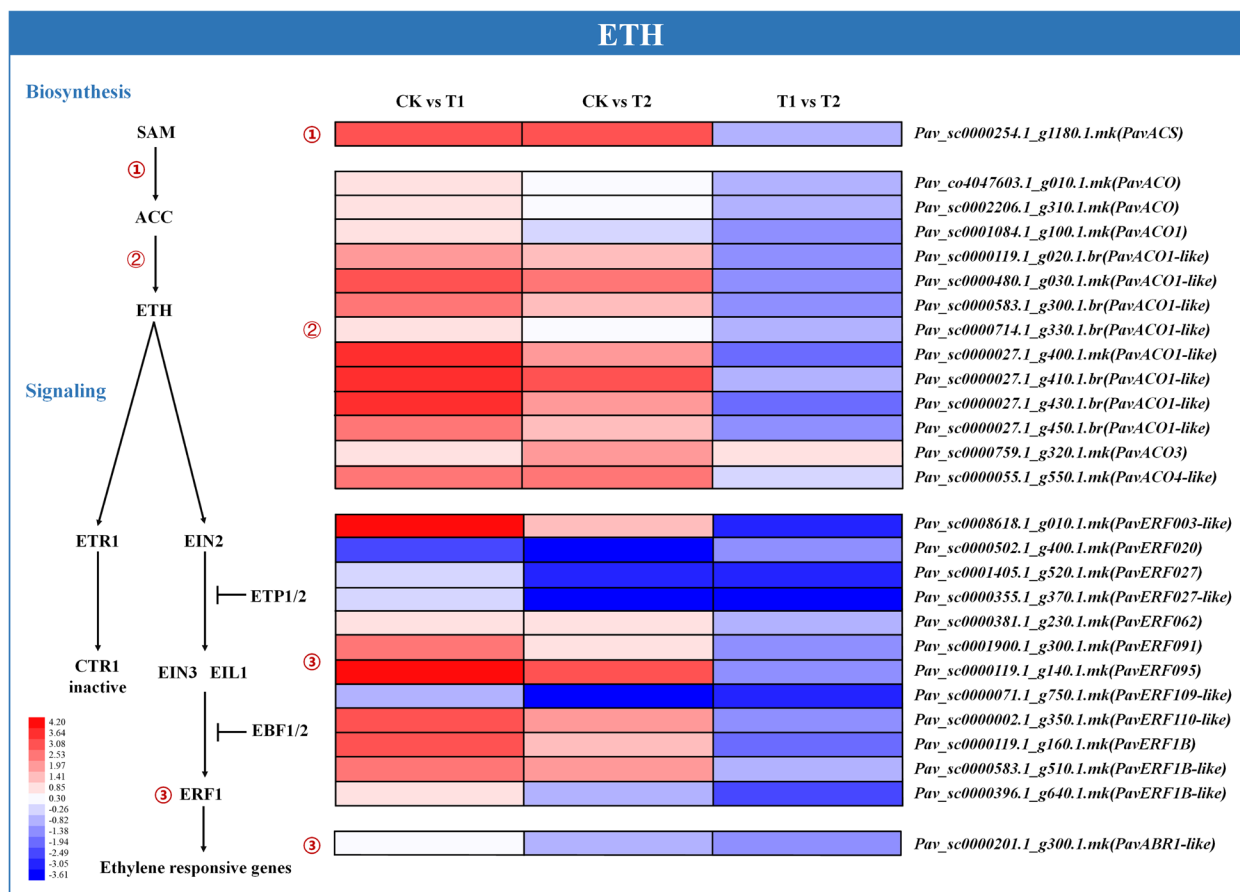 ETH
Biosynthesis
CK vs T1 CK vs T2 T1 vs T2
SAM
①
ACC
②
ETH
Signaling
ETR1 EIN2
ETP1/2
CTR1
inactive
EIN3 EIL1
EBF1/2
③ ERF1
Ethylene responsive genes
4.20
3.64
3.08
2.53
1.97
1.41
0.85
0.30
-0.26
-0.82
-1.38
-1.94
-2.49
-3.05
-3.61
①
Pav_sc0000254.1_g1180.1.mk(PavACS)
②
Pav_co4047603.1_g010.1.mk(PavACO)
Pav_sc0002206.1_g310.1.mk(PavACO)
Pav_sc0001084.1_g100.1.mk(PavACO1)
Pav_sc0000119.1_g020.1.br(PavACO1-like)
Pav_sc0000480.1_g030.1.mk(PavACO1-like)
Pav_sc0000583.1_g300.1.br(PavACO1-like)
Pav_sc0000714.1_g330.1.br(PavACO1-like)
Pav_sc0000027.1_g400.1.mk(PavACO1-like)
Pav_sc0000027.1_g410.1.br(PavACO1-like)
Pav_sc0000027.1_g430.1.br(PavACO1-like)
Pav_sc0000027.1_g450.1.br(PavACO1-like)
Pav_sc0000759.1_g320.1.mk(PavACO3)
Pav_sc0000055.1_g550.1.mk(PavACO4-like)
③
Pav_sc0008618.1_g010.1.mk(PavERF003-like)
Pav_sc0000502.1_g400.1.mk(PavERF020)
Pav_sc0001405.1_g520.1.mk(PavERF027)
Pav_sc0000355.1_g370.1.mk(PavERF027-like)
Pav_sc0000381.1_g230.1.mk(PavERF062)
Pav_sc0001900.1_g300.1.mk(PavERF091)
Pav_sc0000119.1_g140.1.mk(PavERF095)
Pav_sc0000071.1_g750.1.mk(PavERF109-like)
Pav_sc0000002.1_g350.1.mk(PavERF110-like)
Pav_sc0000119.1_g160.1.mk(PavERF1B)
Pav_sc0000583.1_g510.1.mk(PavERF1B-like)
Pav_sc0000396.1_g640.1.mk(PavERF1B-like)
③
Pav_sc0000201.1_g300.1.mk(PavABR1-like)